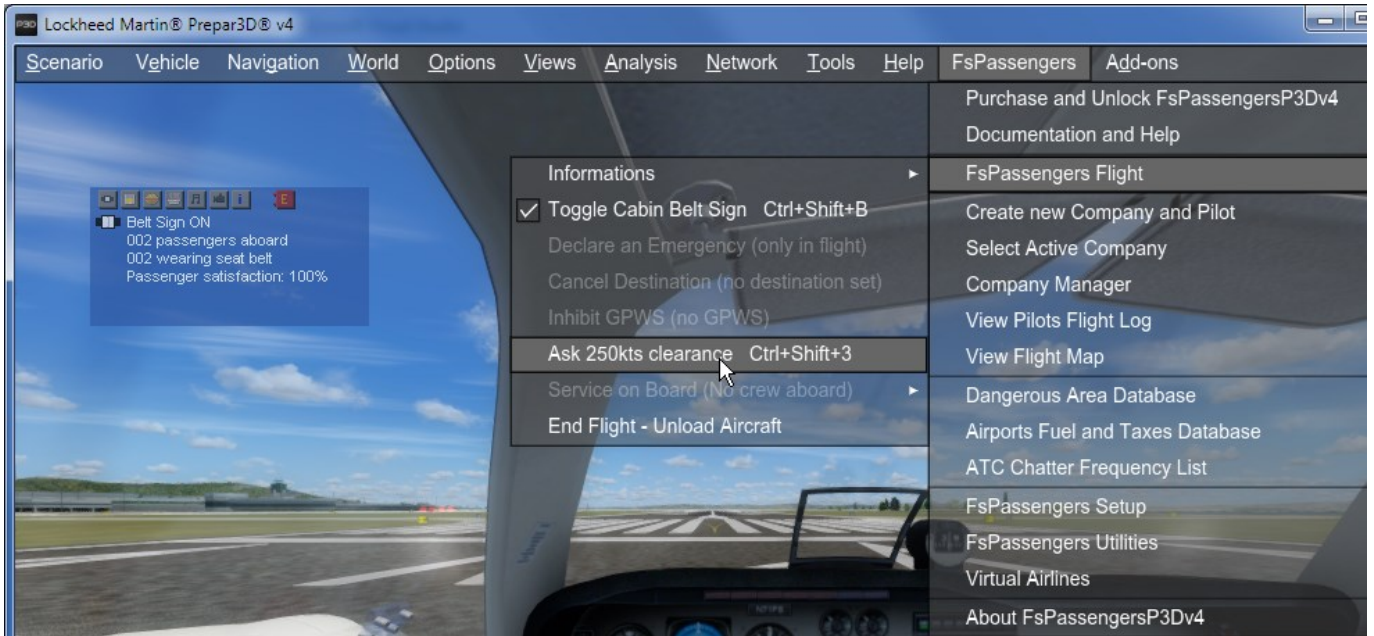 P3D Lockheed Martin® Prepar3D® v4
Scenario Vehicle Navigation World Options Views Analysis Network Tools Help FsPassengers Add-ons
E
Belt Sign ON
002 passengers aboard
002 wearing seat belt
Passenger satisfaction: 100%
Informations
Toggle Cabin Belt Sign Ctrl+Shift+B
Declare an Emergency (only in flight)
Cancel Destination (no destination set)
Inhibit GPWS (no GPWS)
Ask 250kts clearance Ctrl+Shift+3
Service on Board (No crew aboard)
End Flight - Unload Aircraft
Purchase and Unlock FsPassengersP3Dv4
Documentation and Help
FsPassengers Flight
Create new Company and Pilot
Select Active Company
Company Manager
View Pilots Flight Log
View Flight Map
Dangerous Area Database
Airports Fuel and Taxes Database
ATC Chatter Frequency List
FsPassengers Setup
FsPassengers Utilities
Virtual Airlines
About FsPassengersP3Dv4